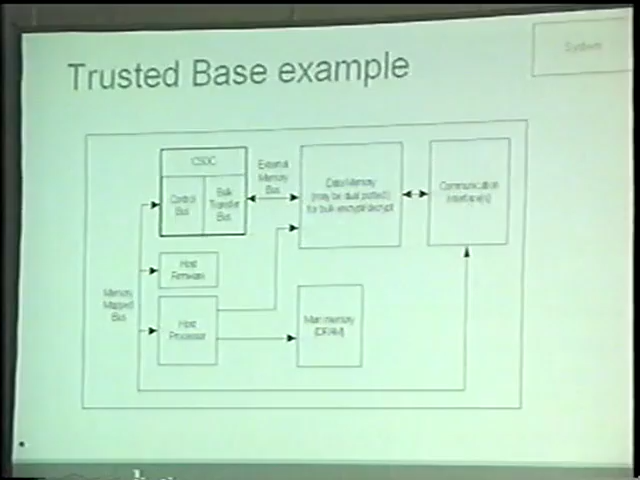 System
Trusted Base example
CSOC
Control
Bus
Bulk
Transfer
Bus
External
Memory
Bus
Data Memory
(may be dual ported)
for bulk encrypt/decrypt
Communication
Interface(s)
Host
Firmware
Memory
Mapped
Bus
Host
Processor
Main memory
(DRAM)